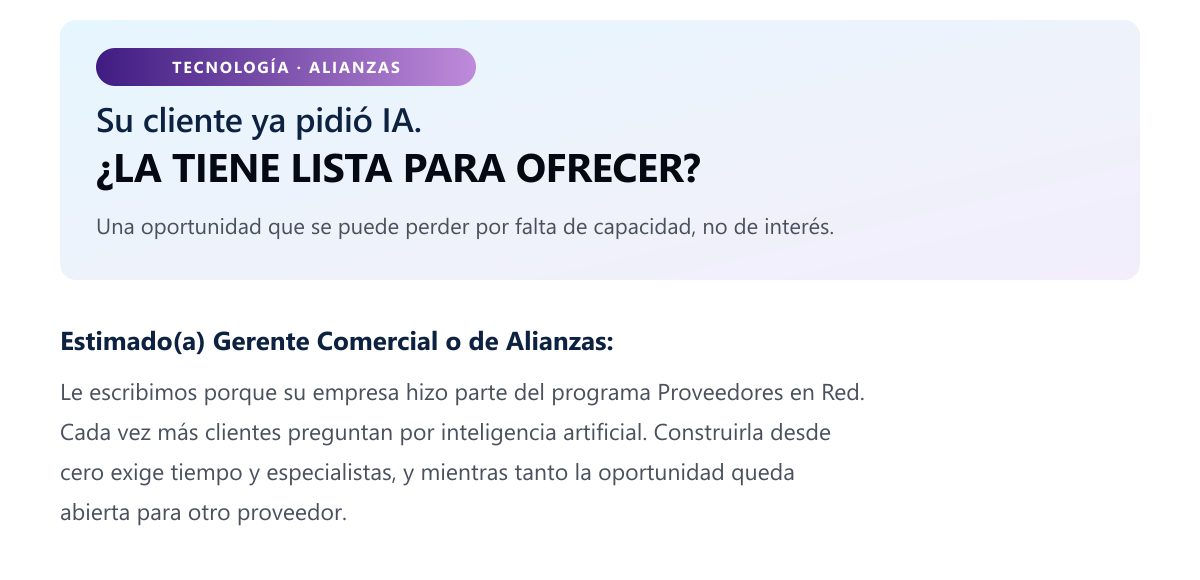 TECNOLOGÍA · ALIANZAS
Su cliente ya pidió IA.
¿LA TIENE LISTA PARA OFRECER?
Una oportunidad que se puede perder por falta de capacidad, no de interés.
Estimado(a) Gerente Comercial o de Alianzas:
Le escribimos porque su empresa hizo parte del programa Proveedores en Red.
Cada vez más clientes preguntan por inteligencia artificial. Construirla desde
cero exige tiempo y especialistas, y mientras tanto la oportunidad queda
abierta para otro proveedor.